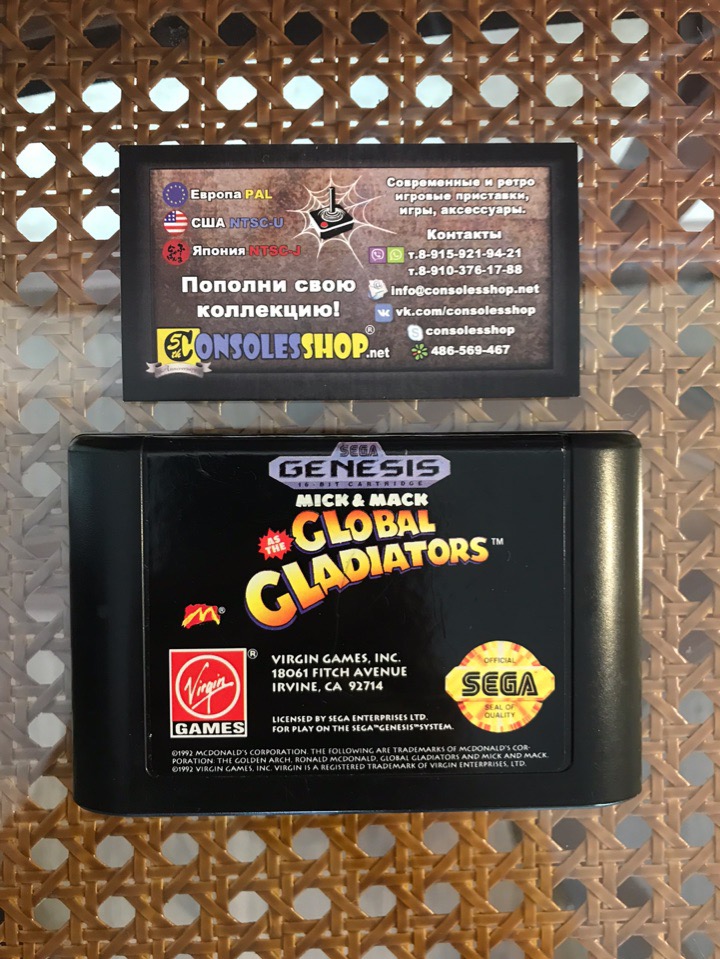 Европа PAL
США NTSC-U
Япония NTSC-J
Пополни свою
коллекцию!
5th
CONSOLESSHOP®.net
Anniversary
Современные и ретро
игровые приставки,
игры, аксессуары.
Контакты
т.8-915-921-94-21
т.8-910-376-17-88
info@consolesshop.net
vk.com/consolesshop
consolesshop
486-569-467
SEGA
GENESIS
16-BIT CARTRIDGE
MICK & MACK
AS THE
GLOBAL
GLADIATORS™
M®
Virgin®
GAMES
VIRGIN GAMES, INC.
18061 FITCH AVENUE
IRVINE, CA 92714
LICENSED BY SEGA ENTERPRISES LTD.
FOR PLAY ON THE SEGA™GENESIS™SYSTEM.
OFFICIAL
SEGA
SEAL OF
QUALITY
©1992 MCDONALD'S CORPORATION. THE FOLLOWING ARE TRADEMARKS OF MCDONALD'S COR-
PORATION. THE GOLDEN ARCH, RONALD MCDONALD, GLOBAL GLADIATORS AND MICK AND MACK.
©1992 VIRGIN GAMES, INC. VIRGIN IS A REGISTERED TRADEMARK OF VIRGIN ENTERPRISES, LTD.